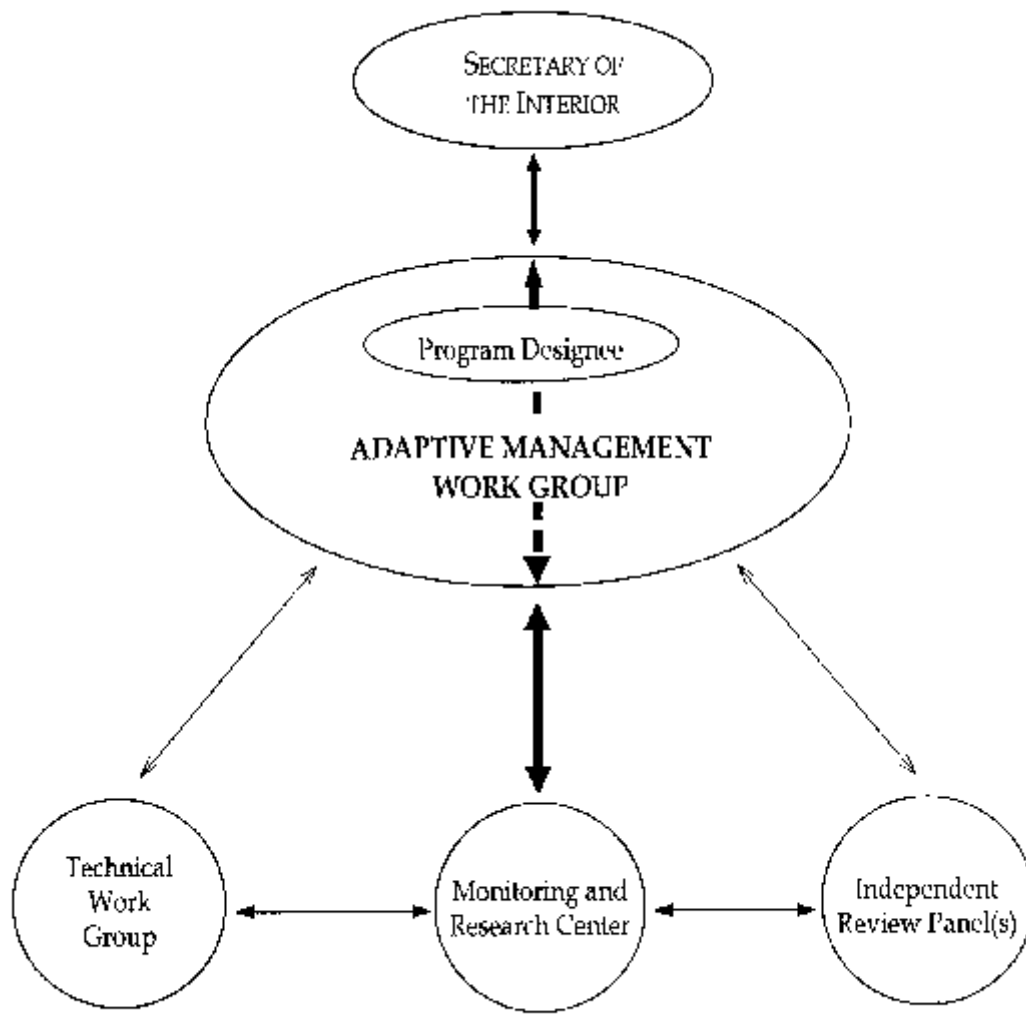 SECRETARY OF
THE INTERIOR
Program Designee
ADAPTIVE MANAGEMENT
WORK GROUP
Technical
Work
Group
Monitoring and
Research Center
Independent
Review Panel(s)